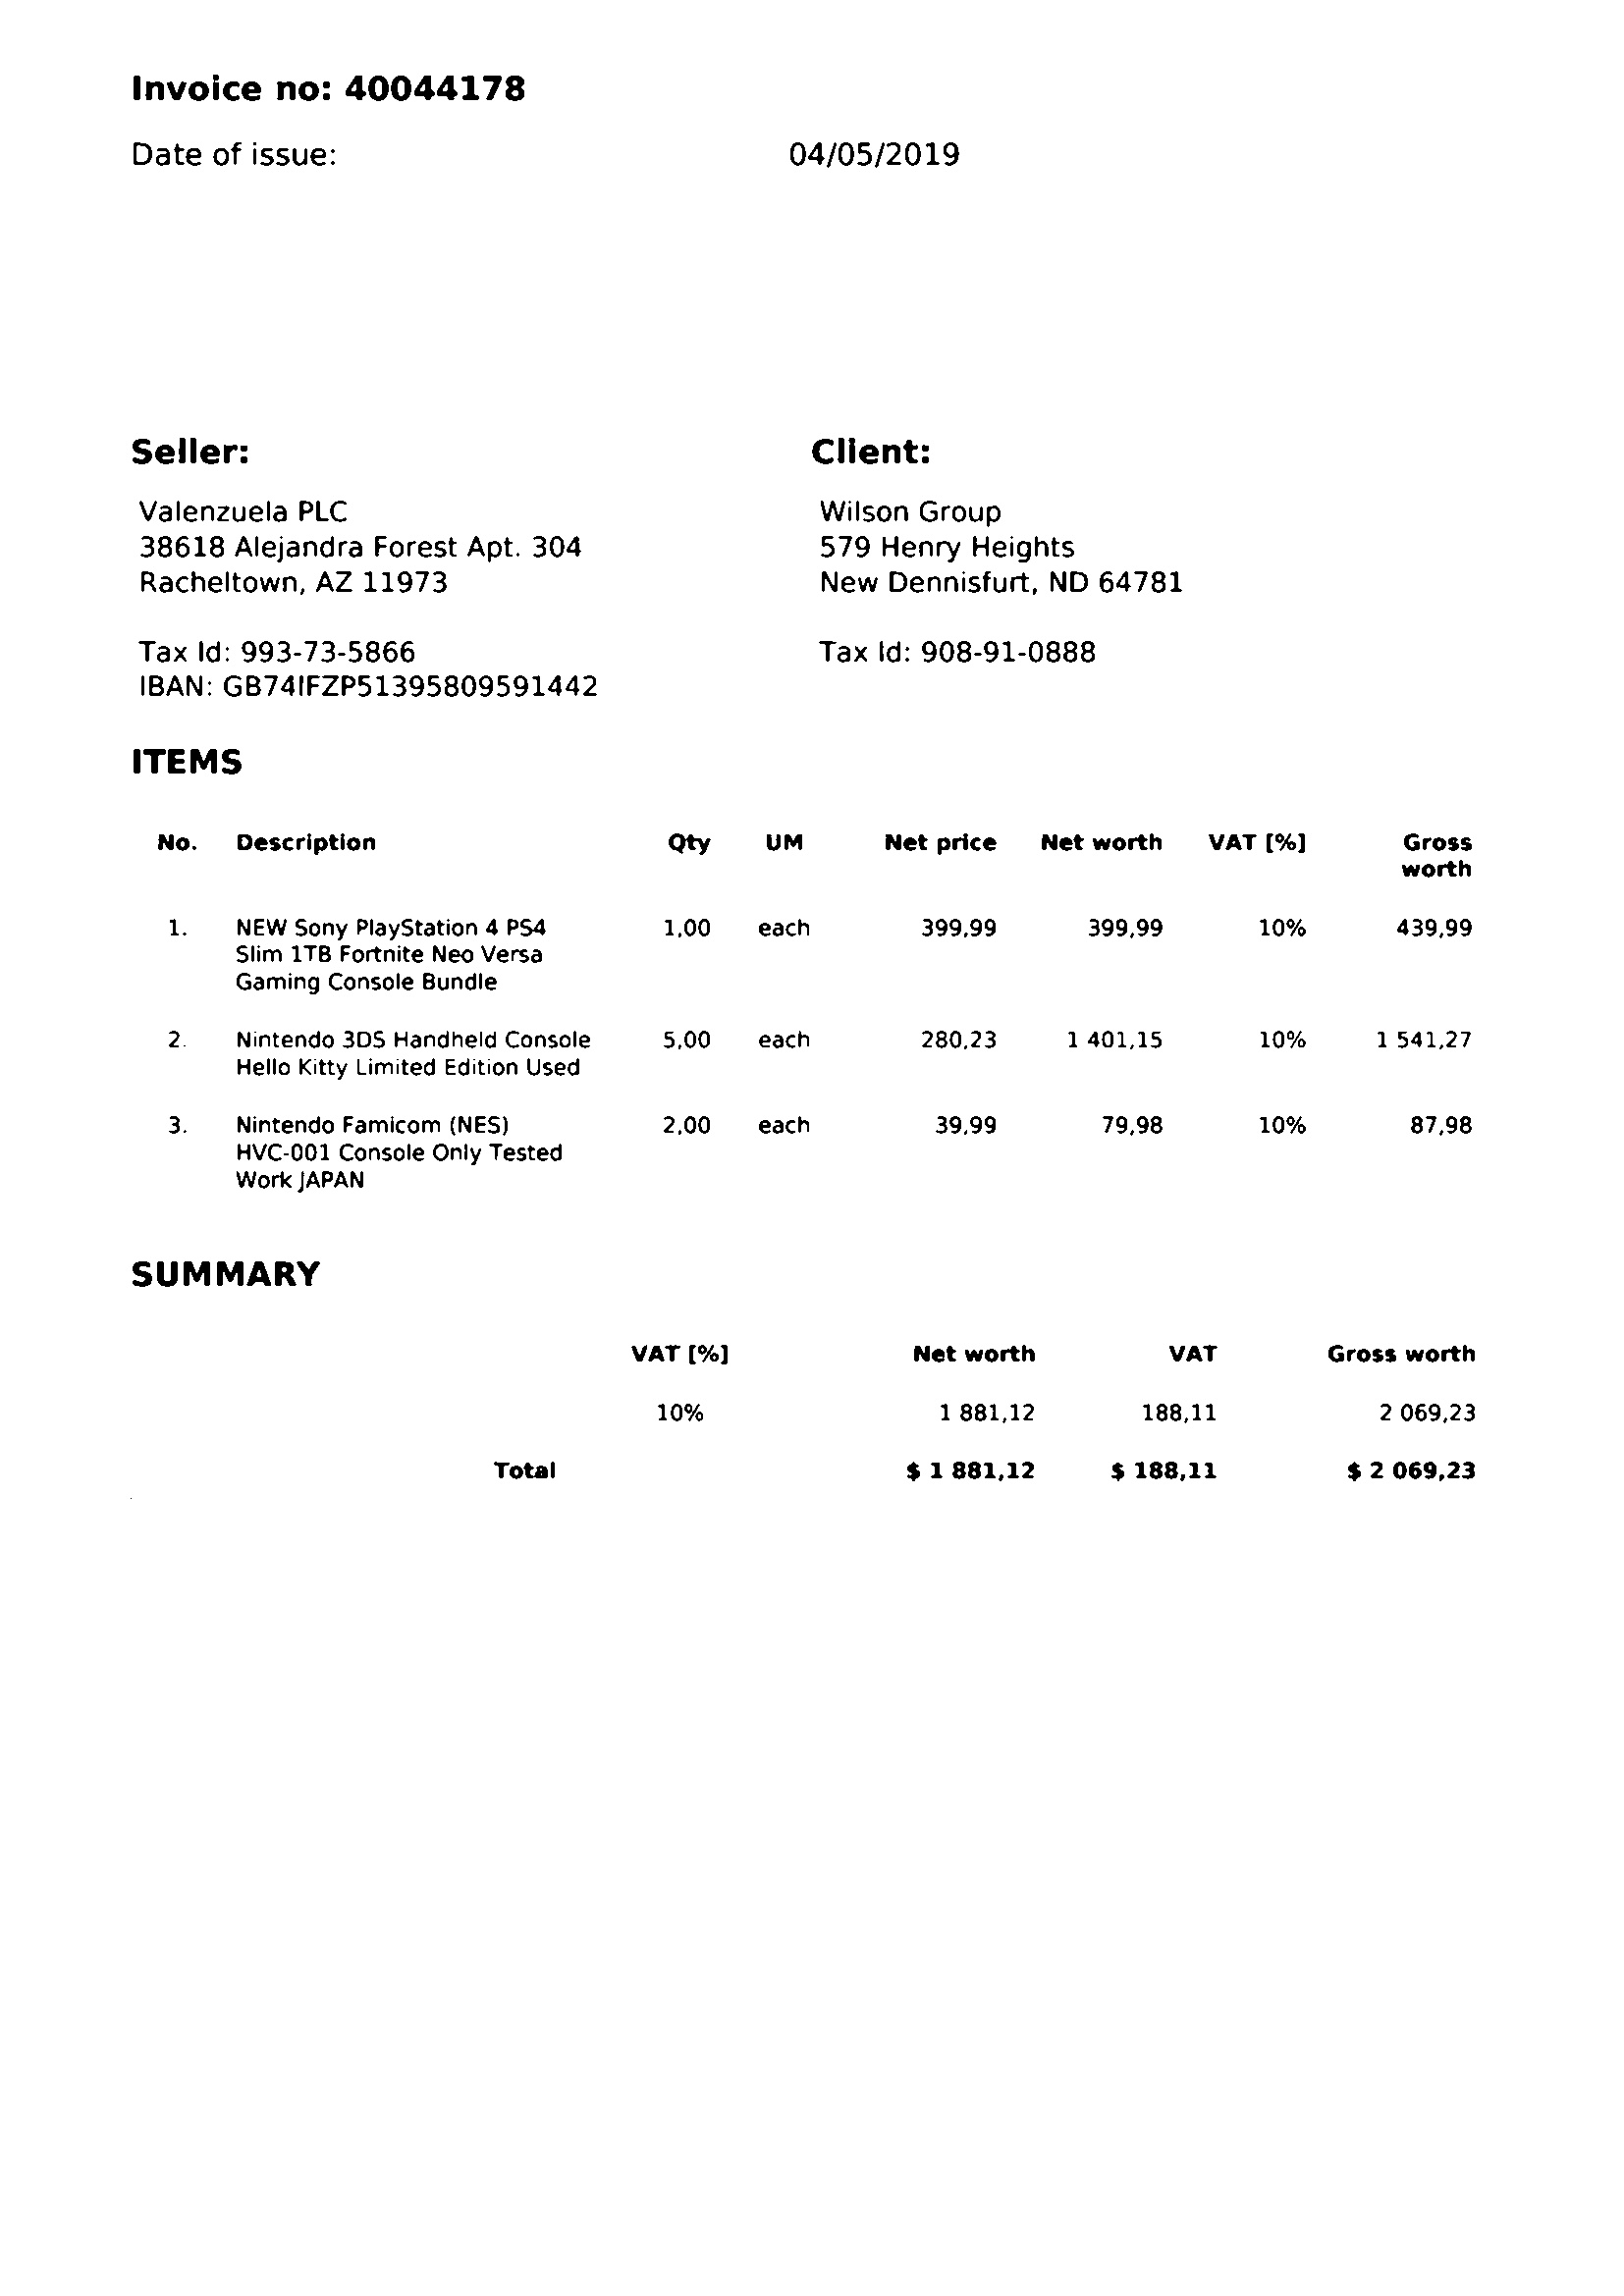 Invoice no: 40044178
Date of issue: 04/05/2019
Seller:
Valenzuela PLC
38618 Alejandra Forest Apt. 304
Racheltown, AZ 11973
Tax Id: 993-73-5866
IBAN: GB74IFZP51395809591442
Client:
Wilson Group
579 Henry Heights
New Dennisfurt, ND 64781
Tax Id: 908-91-0888
ITEMS
No. Description Qty UM Net price Net worth VAT [%] Gross
worth
1. NEW Sony PlayStation 4 PS4 1,00 each 399,99 399,99 10% 439,99
Slim 1TB Fortnite Neo Versa
Gaming Console Bundle
2. Nintendo 3DS Handheld Console 5,00 each 280,23 1 401,15 10% 1 541,27
Hello Kitty Limited Edition Used
3. Nintendo Famicom (NES) 2,00 each 39,99 79,98 10% 87,98
HVC-001 Console Only Tested
Work JAPAN
SUMMARY
VAT [%] Net worth VAT Gross worth
10% 1 881,12 188,11 2 069,23
Total $ 1 881,12 $ 188,11 $ 2 069,23